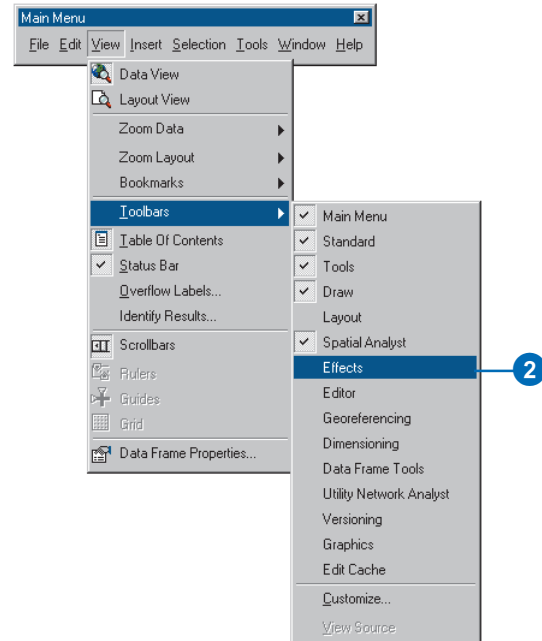 Main Menu
File Edit View Insert Selection Tools Window Help
Data View
Layout View
Zoom Data
Zoom Layout
Bookmarks
Toolbars
Table Of Contents
Status Bar
Overflow Labels...
Identify Results...
Scrollbars
Rulers
Guides
Grid
Data Frame Properties...
Main Menu
Standard
Tools
Draw
Layout
Spatial Analyst
Effects
2
Editor
Georeferencing
Dimensioning
Data Frame Tools
Utility Network Analyst
Versioning
Graphics
Edit Cache
Customize...
View Source